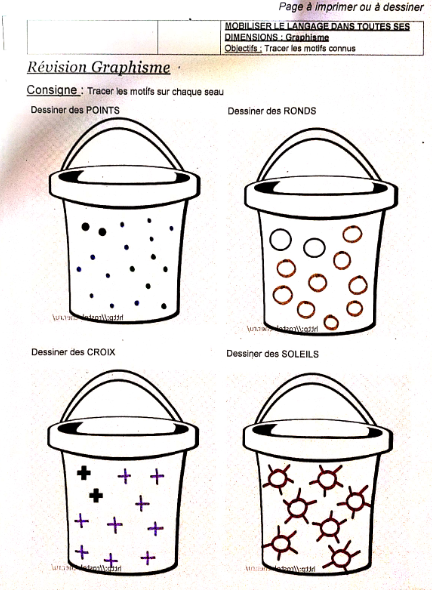 Page à imprimer ou à dessiner
MOBILISER LE LANGAGE DANS TOUTES SES
DIMENSIONS : Graphisme
Objectifs : Tracer les motifs connus
Révision Graphisme
Consigne : Tracer les motifs sur chaque seau
Dessiner des POINTS
Dessiner des RONDS
Dessiner des CROIX
Dessiner des SOLEILS